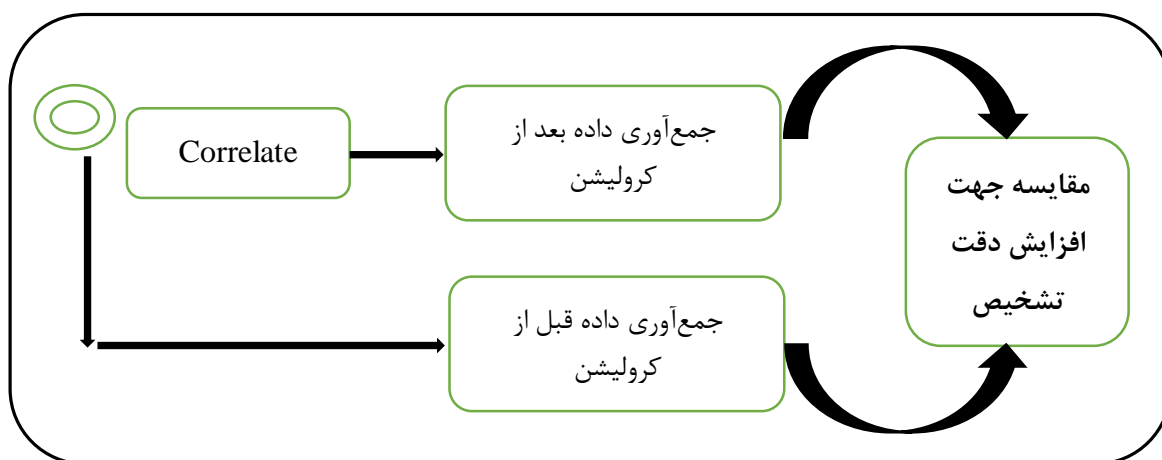 Correlate
جمع‌آوری داده بعد از
کرولیشن
جمع‌آوری داده قبل از
کرولیشن
مقایسه جهت
افزایش دقت
تشخیص